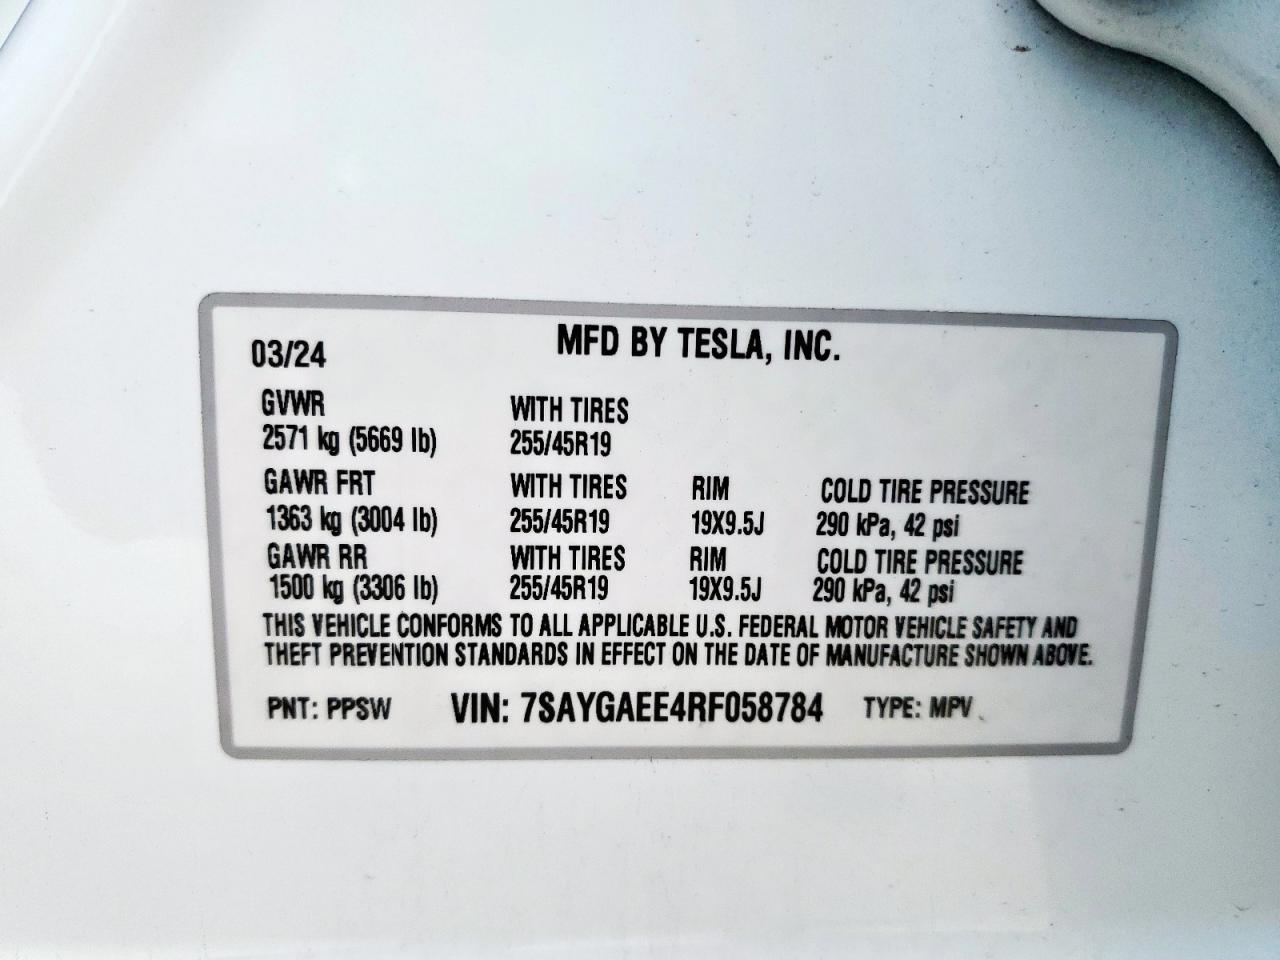 03/24 MFD BY TESLA, INC.
GVWR WITH TIRES
2571 kg (5669 lb) 255/45R19
GAWR FRT WITH TIRES RIM COLD TIRE PRESSURE
1363 kg (3004 lb) 255/45R19 19X9.5J 290 kPa, 42 psi
GAWR RR WITH TIRES RIM COLD TIRE PRESSURE
1500 kg (3306 lb) 255/45R19 19X9.5J 290 kPa, 42 psi
THIS VEHICLE CONFORMS TO ALL APPLICABLE U.S. FEDERAL MOTOR VEHICLE SAFETY AND
THEFT PREVENTION STANDARDS IN EFFECT ON THE DATE OF MANUFACTURE SHOWN ABOVE.
PNT: PPSW VIN: 7SAYGAEE4RF058784 TYPE: MPV